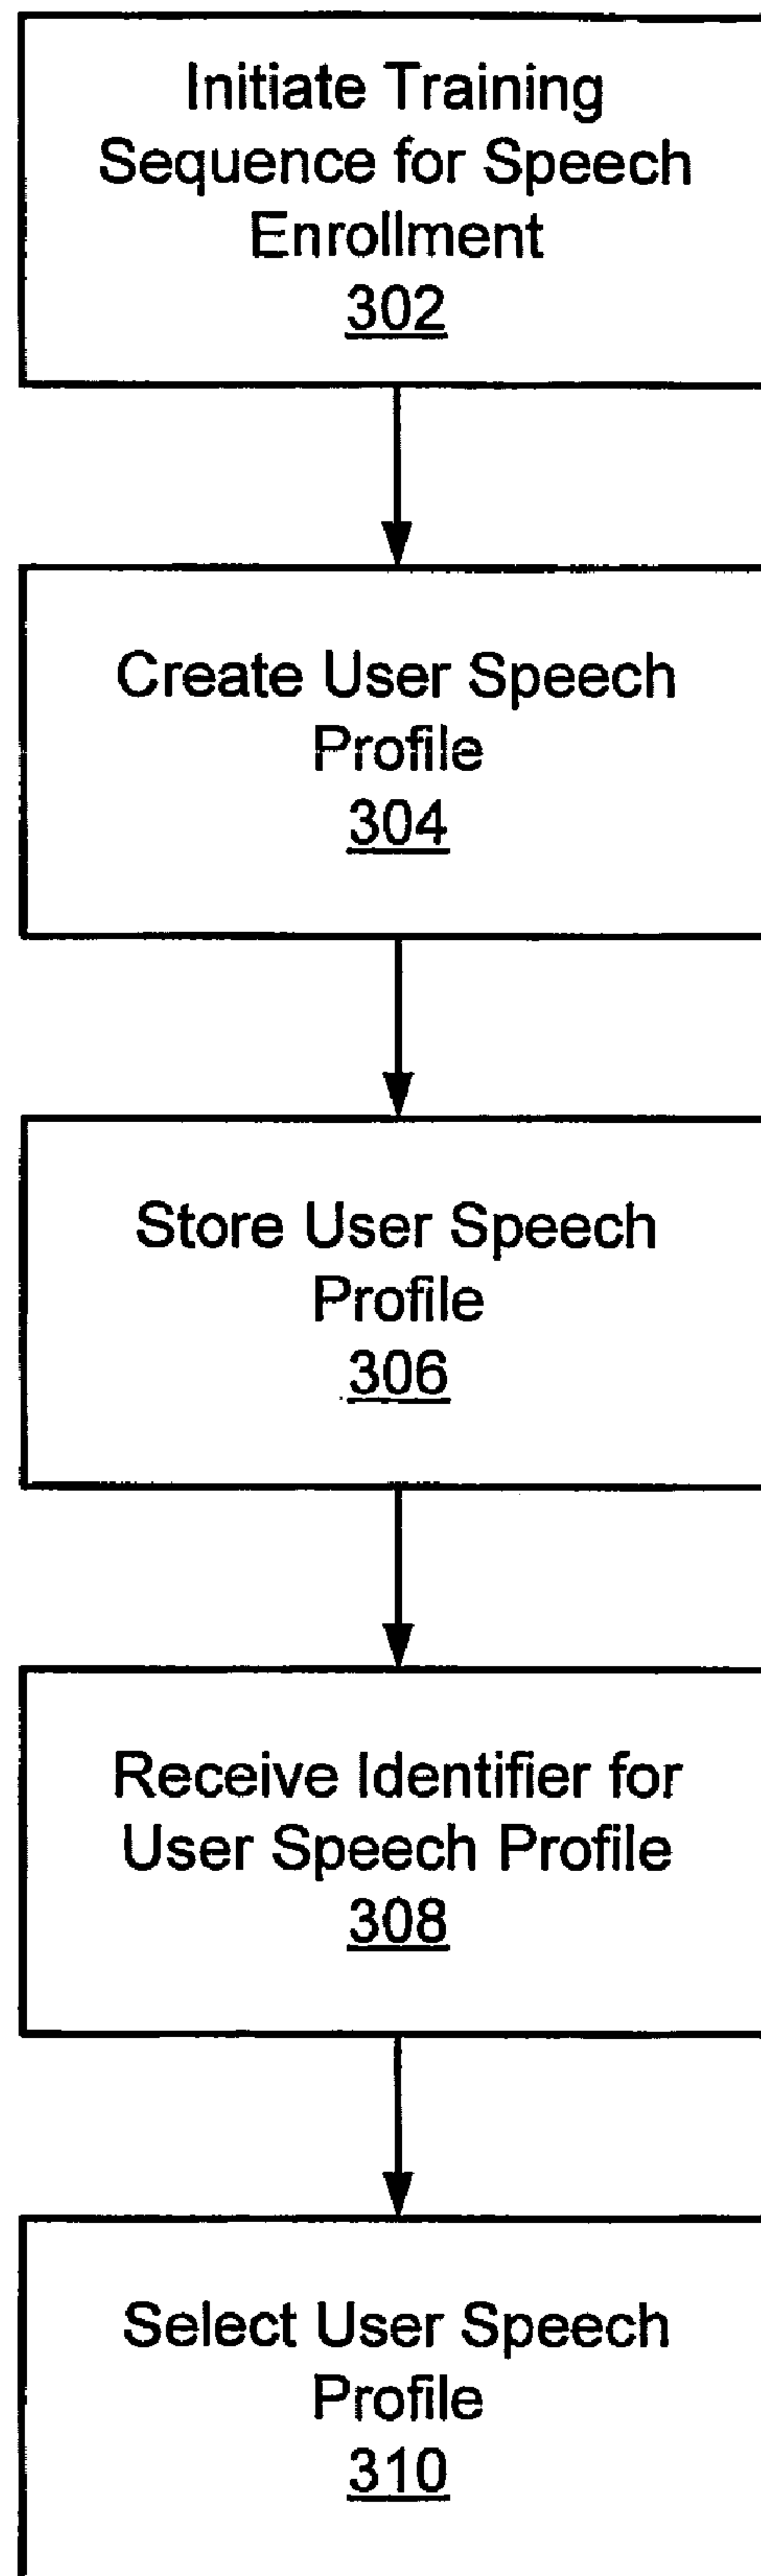 Initiate Training
Sequence for Speech
Enrollment
302
Create User Speech
Profile
304
Store User Speech
Profile
306
Receive Identifier for
User Speech Profile
308
Select User Speech
Profile
310